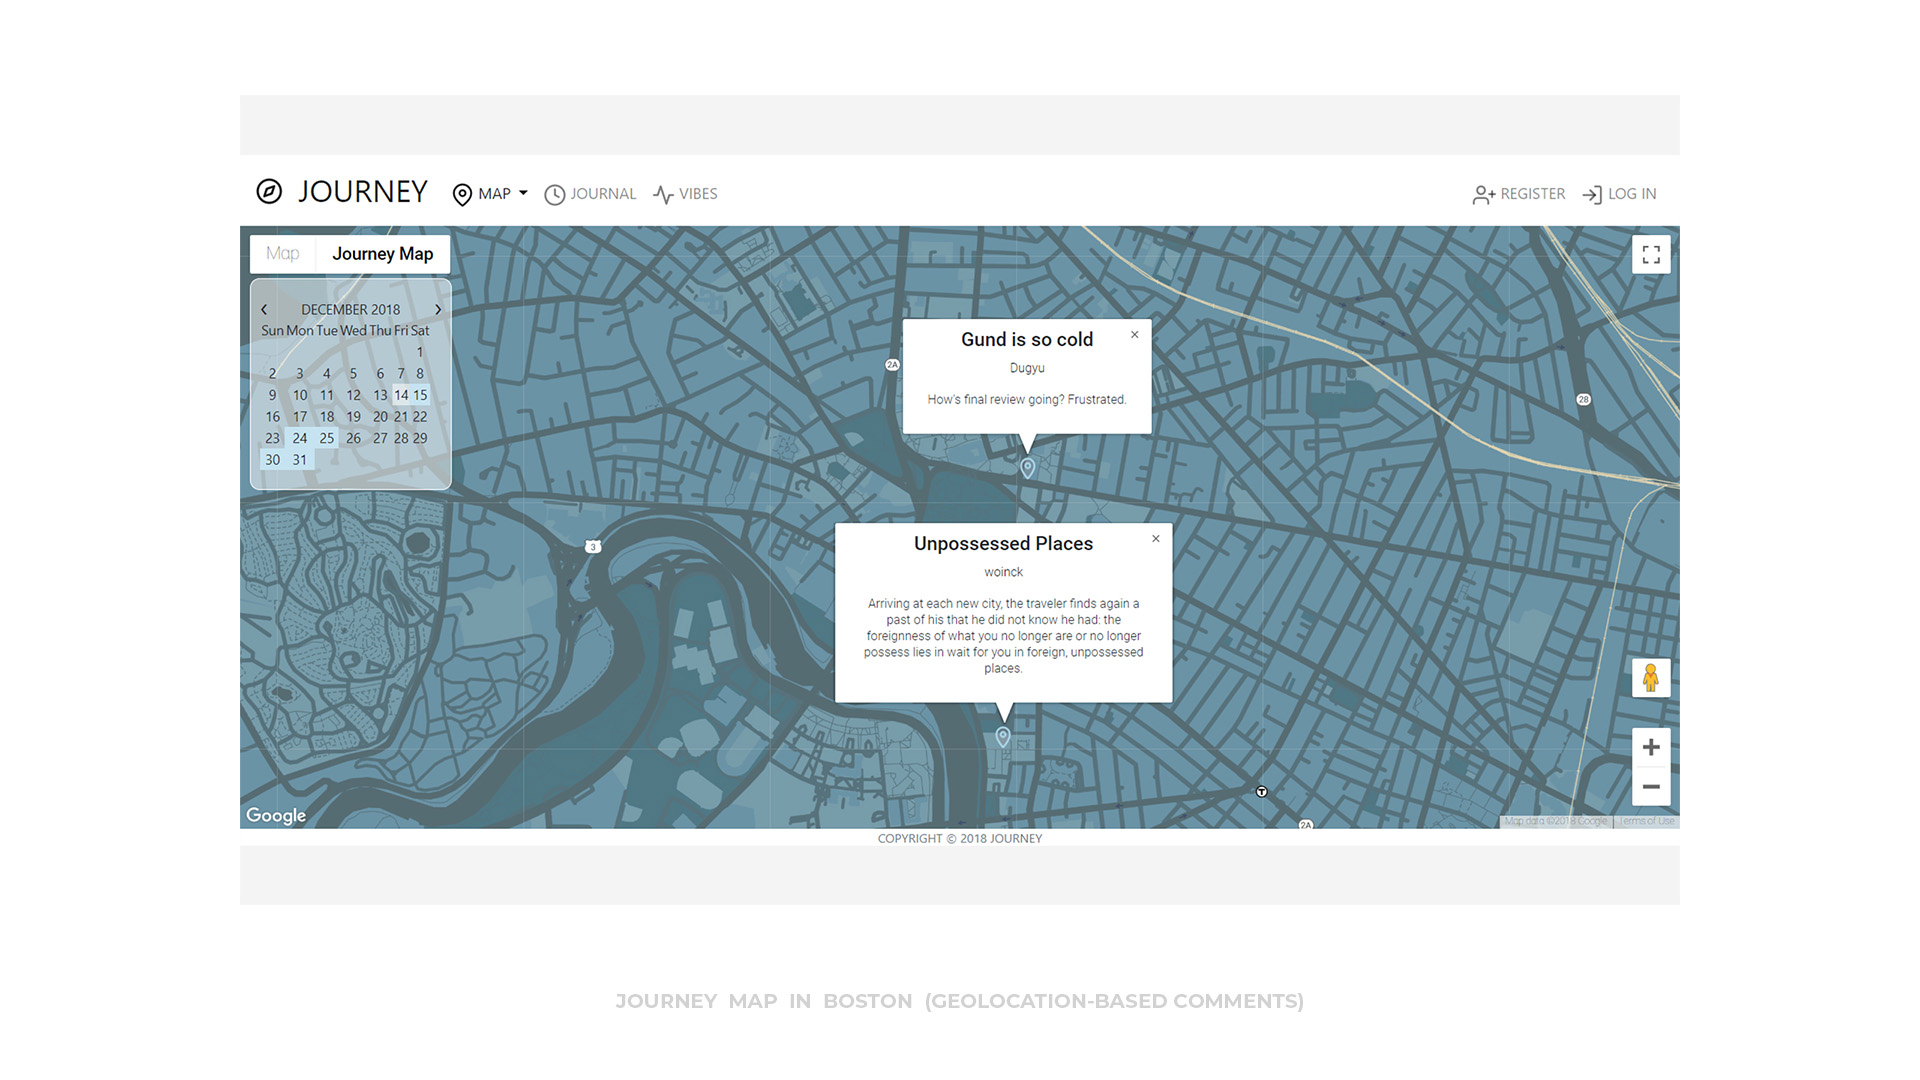 JOURNEY MAP JOURNAL VIBES REGISTER LOG IN
Map Journey Map
DECEMBER 2018
Sun Mon Tue Wed Thu Fri Sat
1
2 3 4 5 6 7 8
9 10 11 12 13 14 15
16 17 18 19 20 21 22
23 24 25 26 27 28 29
30 31
Gund is so cold
Dugyu
How's final review going? Frustrated.
2A
28
3
Unpossessed Places
woinck
Arriving at each new city, the traveler finds again a
past of his that he did not know he had: the
foreignness of what you no longer are or no longer
possess lies in wait for you in foreign, unpossessed
places.
T
2A
Google
Map data ©2018 Google Terms of Use
COPYRIGHT © 2018 JOURNEY
JOURNEY MAP IN BOSTON (GEOLOCATION-BASED COMMENTS)